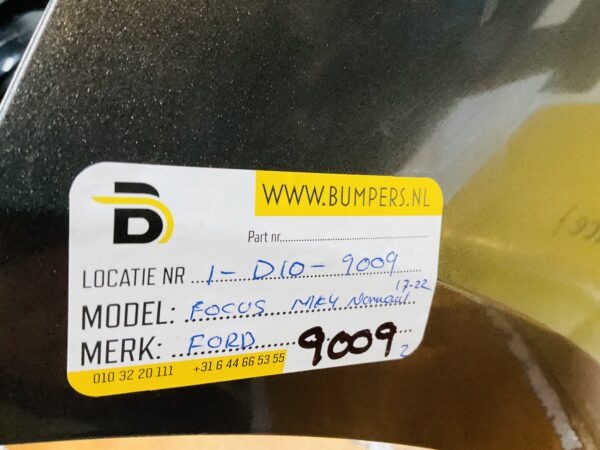 WWW.BUMPERS.NL
Part nr
LOCATIE NR 1 - D10 - 9009
MODEL: FOCUS MK4 Normaal 17-22
MERK: FORD 9009 2
010 32 20 111 +31 6 44 66 53 55